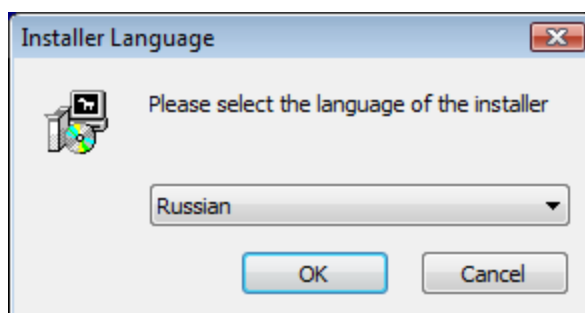 Installer Language
Please select the language of the installer
Russian
OK
Cancel